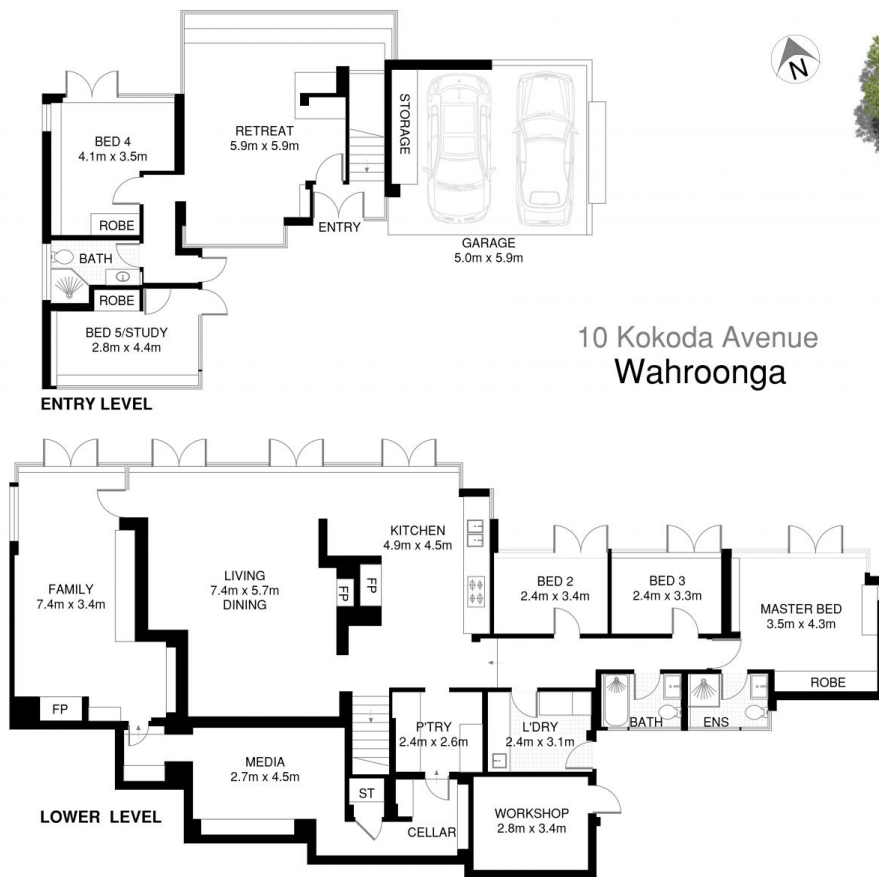 N
BED 4
4.1m x 3.5m
RETREAT
5.9m x 5.9m
STORAGE
ROBE
ENTRY
GARAGE
5.0m x 5.9m
BATH
ROBE
BED 5/STUDY
2.8m x 4.4m
ENTRY LEVEL
10 Kokoda Avenue
Wahroonga
KITCHEN
4.9m x 4.5m
FAMILY
7.4m x 3.4m
LIVING
7.4m x 5.7m
DINING
FP
FP
BED 2
2.4m x 3.4m
BED 3
2.4m x 3.3m
MASTER BED
3.5m x 4.3m
ROBE
FP
BATH
ENS
P'TRY
2.4m x 2.6m
L'DRY
2.4m x 3.1m
MEDIA
2.7m x 4.5m
ST
CELLAR
WORKSHOP
2.8m x 3.4m
LOWER LEVEL